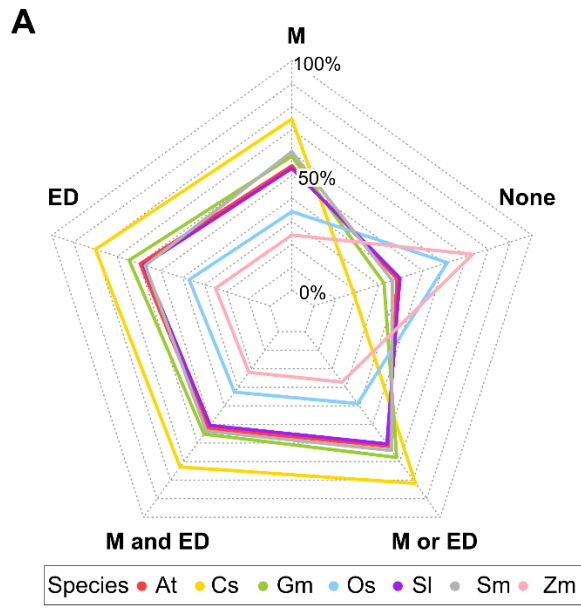 A
M
100%
ED
50%
None
0%
M and ED
M or ED
Species At Cs Gm Os Sl Sm Zm